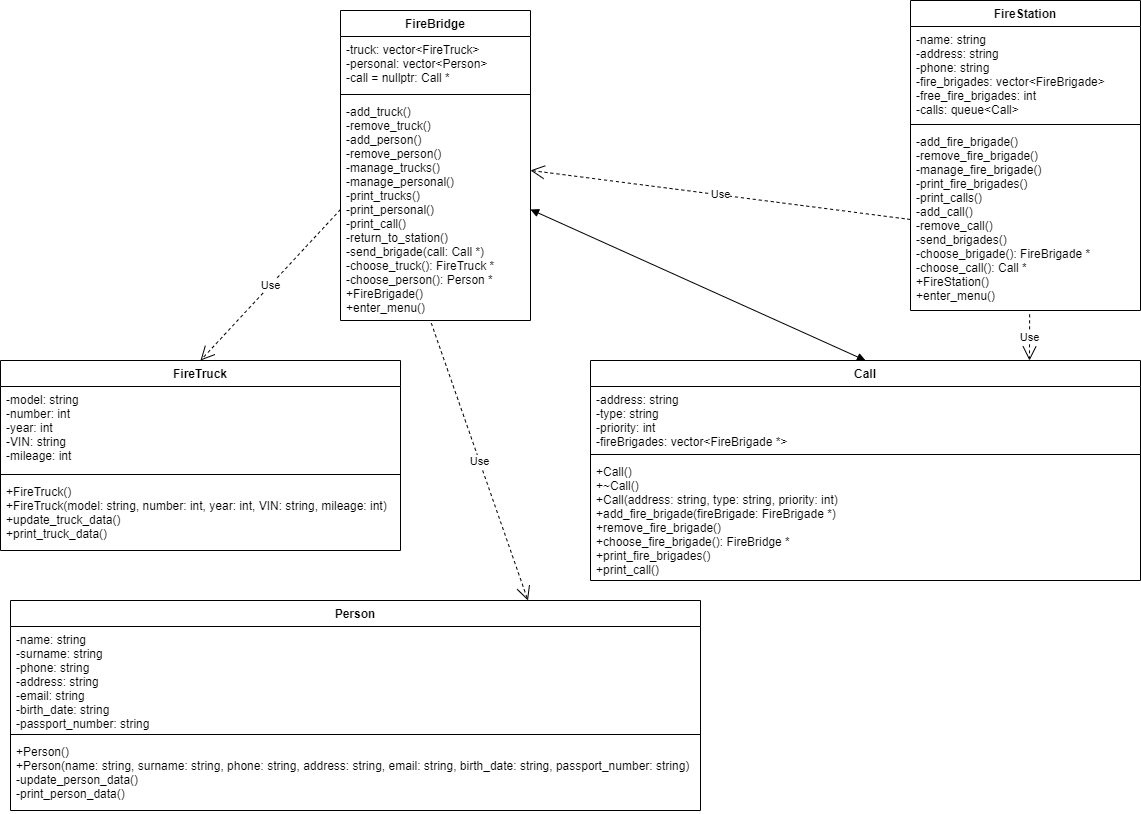 FireBridge
-truck: vector<FireTruck>
-personal: vector<Person>
-call = nullptr: Call *
-add_truck()
-remove_truck()
-add_person()
-remove_person()
-manage_trucks()
-manage_personal()
-print_trucks()
-print_personal()
-print_call()
-return_to_station()
-send_brigade(call: Call *)
-choose_truck(): FireTruck *
-choose_person(): Person *
+FireBrigade()
+enter_menu()
FireStation
-name: string
-address: string
-phone: string
-fire_brigades: vector<FireBrigade>
-free_fire_brigades: int
-calls: queue<Call>
-add_fire_brigade()
-remove_fire_brigade()
-manage_fire_brigade()
-print_fire_brigades()
-print_calls()
-add_call()
-remove_call()
-send_brigades()
-choose_brigade(): FireBrigade *
-choose_call(): Call *
+FireStation()
+enter_menu()
Use
Use
Use
Use
FireTruck
-model: string
-number: int
-year: int
-VIN: string
-mileage: int
+FireTruck()
+FireTruck(model: string, number: int, year: int, VIN: string, mileage: int)
+update_truck_data()
+print_truck_data()
Call
-address: string
-type: string
-priority: int
-fireBrigades: vector<FireBrigade *>
+Call()
+~Call()
+Call(address: string, type: string, priority: int)
+add_fire_brigade(fireBrigade: FireBrigade *)
+remove_fire_brigade()
+choose_fire_brigade(): FireBridge *
+print_fire_brigades()
+print_call()
Person
-name: string
-surname: string
-phone: string
-address: string
-email: string
-birth_date: string
-passport_number: string
+Person()
+Person(name: string, surname: string, phone: string, address: string, email: string, birth_date: string, passport_number: string)
-update_person_data()
-print_person_data()